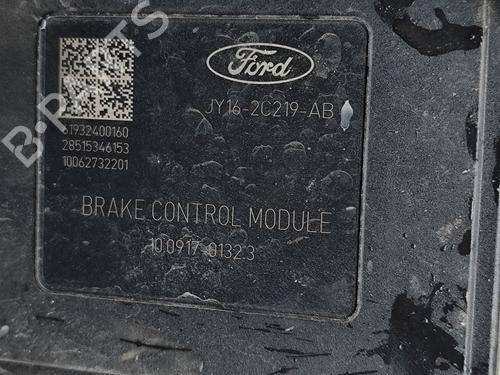 B-PARTS
Ford
JY16-2C219-AB
61932400160
28515346153
10062732201
BRAKE CONTROL MODULE
10.0917-0132.3